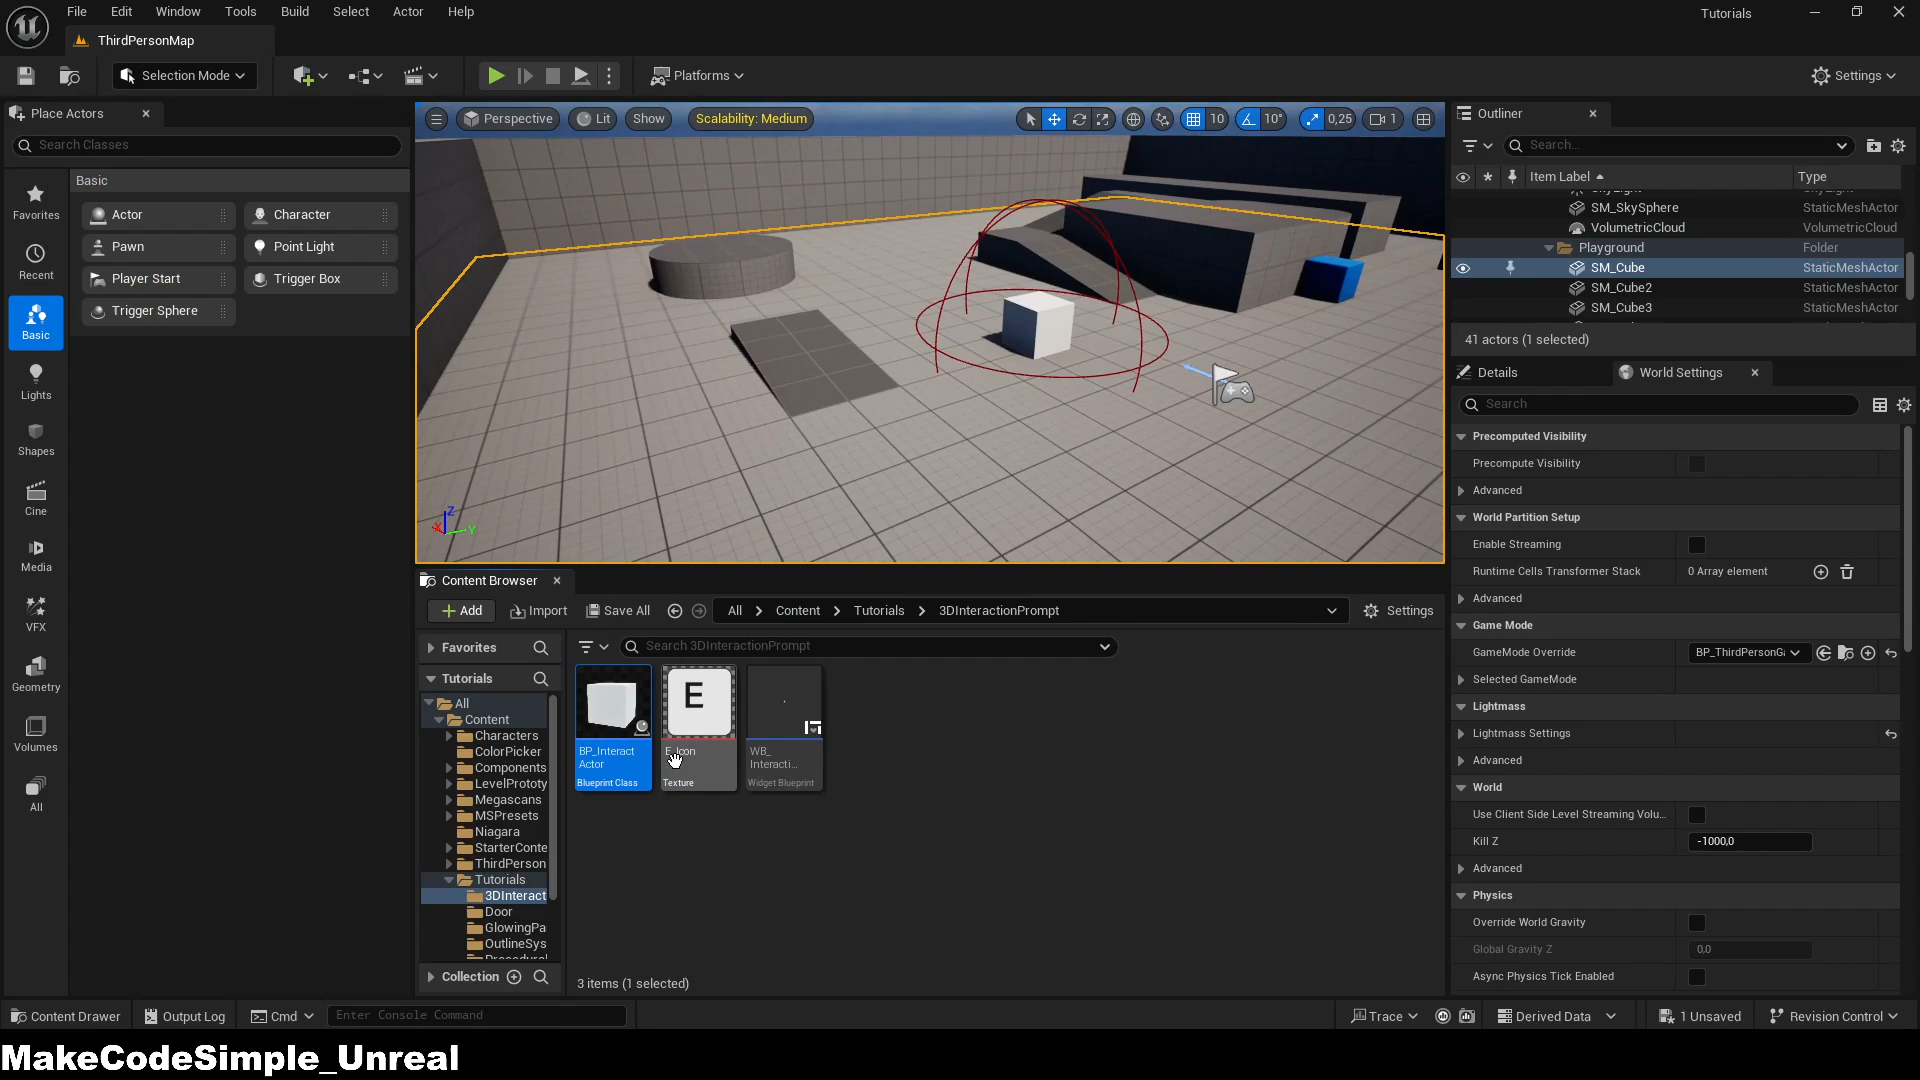 File Edit Window Tools Build Select Actor Help
Tutorials
ThirdPersonMap
Selection Mode
Platforms
Settings
Place Actors
Search Classes
Basic
Favorites
Recent
Basic
Lights
Shapes
Cine
Media
VFX
Geometry
Volumes
All
Actor
Character
Pawn
Point Light
Player Start
Trigger Box
Trigger Sphere
Perspective Lit Show Scalability: Medium
10 10° 0,25 1
Z
X
Y
Content Browser
Add Import Save All All Content Tutorials 3DInteractionPrompt Settings
Favorites
Search 3DInteractionPrompt
Tutorials
All
Content
Characters
ColorPicker
Components
LevelPrototy
Megascans
MSPresets
Niagara
StarterConte
ThirdPerson
Tutorials
3DInteract
Door
GlowingPa
OutlineSys
Collection
E
BP_Interact
Actor
Blueprint Class
E_Icon
Texture
WB_
Interacti...
Widget Blueprint
3 items (1 selected)
Outliner
Search...
Item Label Type
SM_SkySphere StaticMeshActor
VolumetricCloud VolumetricCloud
Playground Folder
SM_Cube StaticMeshActor
SM_Cube2 StaticMeshActor
SM_Cube3 StaticMeshActor
41 actors (1 selected)
Details World Settings
Search
Precomputed Visibility
Precompute Visibility
Advanced
World Partition Setup
Enable Streaming
Runtime Cells Transformer Stack 0 Array element
Advanced
Game Mode
GameMode Override BP_ThirdPersonGa
Selected GameMode
Lightmass
Lightmass Settings
Advanced
World
Use Client Side Level Streaming Volu...
Kill Z -1000,0
Advanced
Physics
Override World Gravity
Global Gravity Z 0,0
Async Physics Tick Enabled
Content Drawer Output Log Cmd Enter Console Command Trace Derived Data 1 Unsaved Revision Control
MakeCodeSimple_Unreal